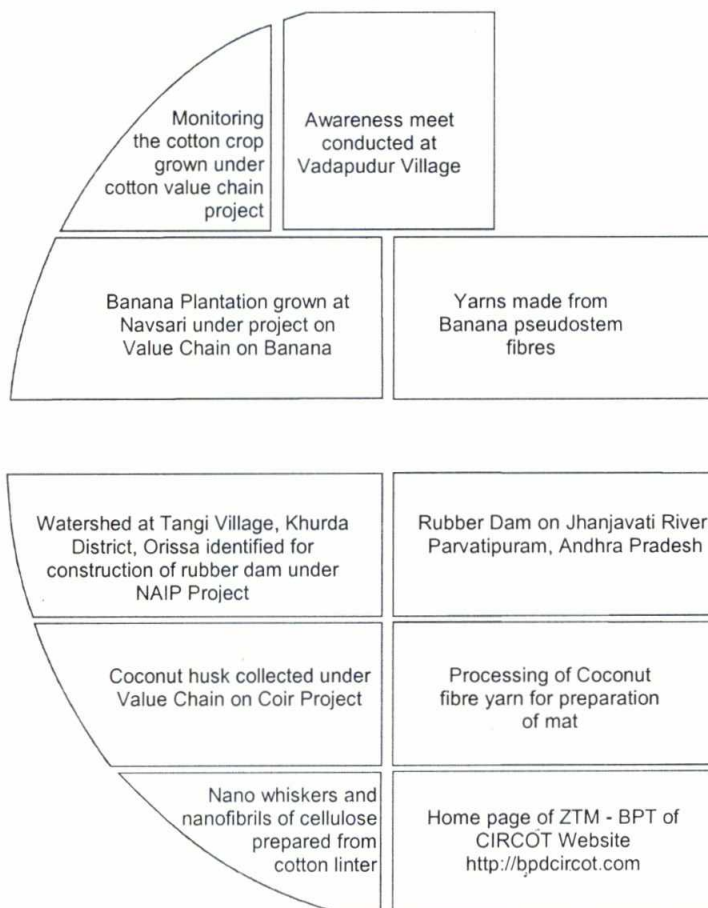 Monitoring
the cotton crop
grown under
cotton value chain
project
Awareness meet
conducted at
Vadapudur Village
Banana Plantation grown at
Navsari under project on
Value Chain on Banana
Yarns made from
Banana pseudostem
fibres
Watershed at Tangi Village, Khurda
District, Orissa identified for
construction of rubber dam under
NAIP Project
Rubber Dam on Jhanjavati River
Parvatipuram, Andhra Pradesh
Coconut husk collected under
Value Chain on Coir Project
Processing of Coconut
fibre yarn for preparation
of mat
Nano whiskers and
nanofibrils of cellulose
prepared from
cotton linter
Home page of ZTM - BPT of
CIRCOT Website
http://bpdcircot.com